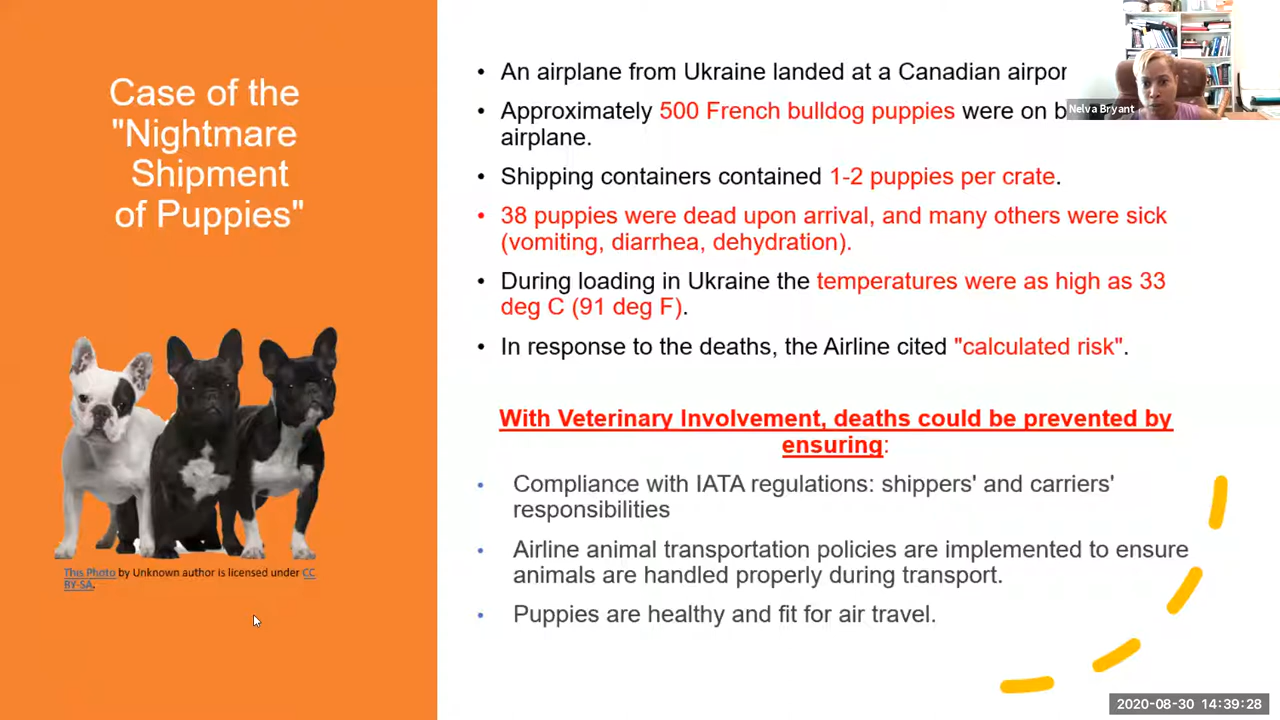 Case of the
"Nightmare
Shipment
of Puppies"
This Photo by Unknown author is licensed under CC
BY-SA.
• An airplane from Ukraine landed at a Canadian airpor
• Approximately 500 French bulldog puppies were on b
airplane.
• Shipping containers contained 1-2 puppies per crate.
• 38 puppies were dead upon arrival, and many others were sick
(vomiting, diarrhea, dehydration).
• During loading in Ukraine the temperatures were as high as 33
deg C (91 deg F).
• In response to the deaths, the Airline cited "calculated risk".
With Veterinary Involvement, deaths could be prevented by
ensuring:
• Compliance with IATA regulations: shippers' and carriers'
responsibilities
• Airline animal transportation policies are implemented to ensure
animals are handled properly during transport.
• Puppies are healthy and fit for air travel.
Nelva Bryant
2020-08-30 14:39:28